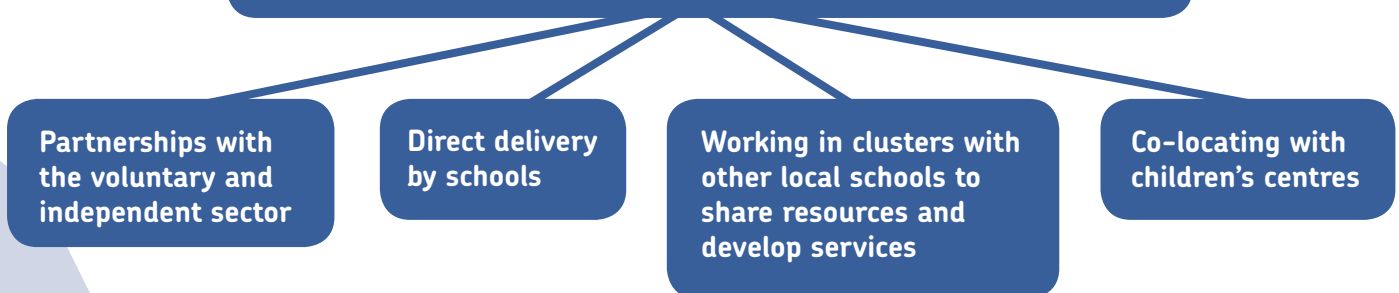 Partnerships with
the voluntary and
independent sector
Direct delivery
by schools
Working in clusters with
other local schools to
share resources and
develop services
Co-locating with
children’s centres